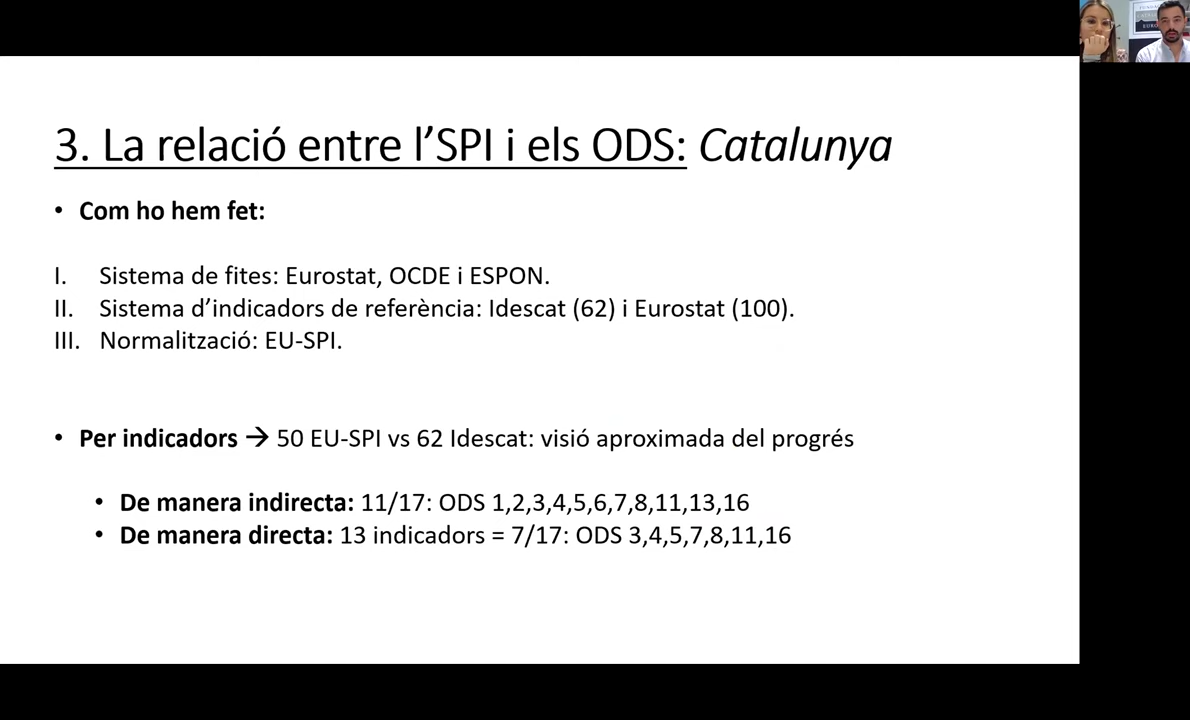 3. La relació entre l’SPI i els ODS: Catalunya
• Com ho hem fet:
I. Sistema de fites: Eurostat, OCDE i ESPON.
II. Sistema d’indicadors de referència: Idescat (62) i Eurostat (100).
III. Normalització: EU-SPI.
• Per indicadors → 50 EU-SPI vs 62 Idescat: visió aproximada del progrés
• De manera indirecta: 11/17: ODS 1,2,3,4,5,6,7,8,11,13,16
• De manera directa: 13 indicadors = 7/17: ODS 3,4,5,7,8,11,16